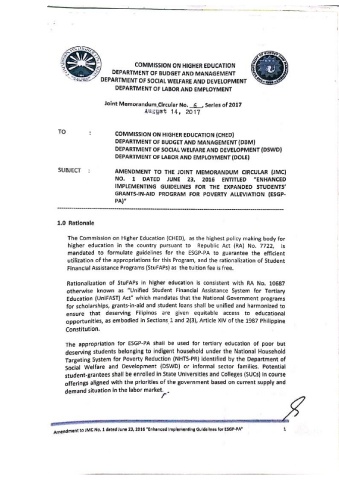 COMMISSION ON HIGHER EDUCATION
DEPARTMENT OF BUDGET AND MANAGEMENT
DEPARTMENT OF SOCIAL WELFARE AND DEVELOPMENT
DEPARTMENT OF LABOR AND EMPLOYMENT
Joint Memorandum Circular No. 6, Series of 2017
August 14, 2017
TO : COMMISSION ON HIGHER EDUCATION (CHED)
DEPARTMENT OF BUDGET AND MANAGEMENT (DBM)
DEPARTMENT OF SOCIAL WELFARE AND DEVELOPMENT (DSWD)
DEPARTMENT OF LABOR AND EMPLOYMENT (DOLE)
SUBJECT : AMENDMENT TO THE JOINT MEMORANDUM CIRCULAR (JMC)
NO. 1 DATED JUNE 23, 2016 ENTITLED "ENHANCED
IMPLEMENTING GUIDELINES FOR THE EXPANDED STUDENTS'
GRANTS-IN-AID PROGRAM FOR POVERTY ALLEVIATION (ESGP-
PA)"
1.0 Rationale
The Commission on Higher Education (CHED), as the highest policy making body for
higher education in the country pursuant to Republic Act (RA) No. 7722, is
mandated to formulate guidelines for the ESGP-PA to guarantee the efficient
utilization of the appropriations for this Program, and the rationalization of Student
Financial Assistance Programs (StuFAPs) as the tuition fee is free.
Rationalization of StuFAPs in higher education is consistent with RA No. 10687
otherwise known as "Unified Student Financial Assistance System for Tertiary
Education (UniFAST) Act" which mandates that the National Government programs
for scholarships, grants-in-aid and student loans shall be unified and harmonised to
ensure that deserving Filipinos are given equitable access to educational
opportunities, as embodied in Sections 1 and 2(3), Article XIV of the 1987 Philippine
Constitution.
The appropriation for ESGP-PA shall be used for tertiary education of poor but
deserving students belonging to indigent household under the National Household
Targeting System for Poverty Reduction (NHTS-PR) identified by the Department of
Social Welfare and Development (DSWD) or informal sector families. Potential
student-grantees shall be enrolled in State Universities and Colleges (SUCs) in course
offerings aligned with the priorities of the government based on current supply and
demand situation in the labor market.
Amendment to JMC No. 1 dated June 23, 2016 "Enhanced Implementing Guidelines for ESGP-PA" 1